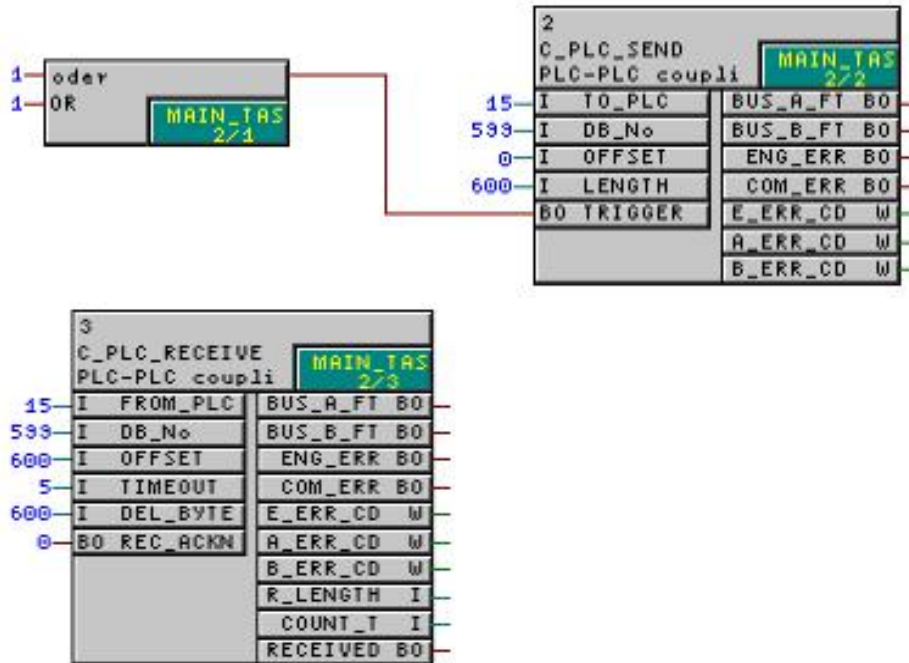 1 oder
1 OR
MAIN_TAS
2/1
2
C_PLC_SEND
PLC-PLC coupli
MAIN_TAS
2/2
15 I TO_PLC BUS_A_FT BO
599 I DB_No BUS_B_FT BO
0 I OFFSET ENG_ERR BO
600 I LENGTH COM_ERR BO
BO TRIGGER E_ERR_CD W
A_ERR_CD W
B_ERR_CD W
3
C_PLC_RECEIVE
PLC-PLC coupli
MAIN_TAS
2/3
15 I FROM_PLC BUS_A_FT BO
599 I DB_No BUS_B_FT BO
600 I OFFSET ENG_ERR BO
5 I TIMEOUT COM_ERR BO
600 I DEL_BYTE E_ERR_CD W
0 BO REC_ACKN A_ERR_CD W
B_ERR_CD W
R_LENGTH I
COUNT_T I
RECEIVED BO